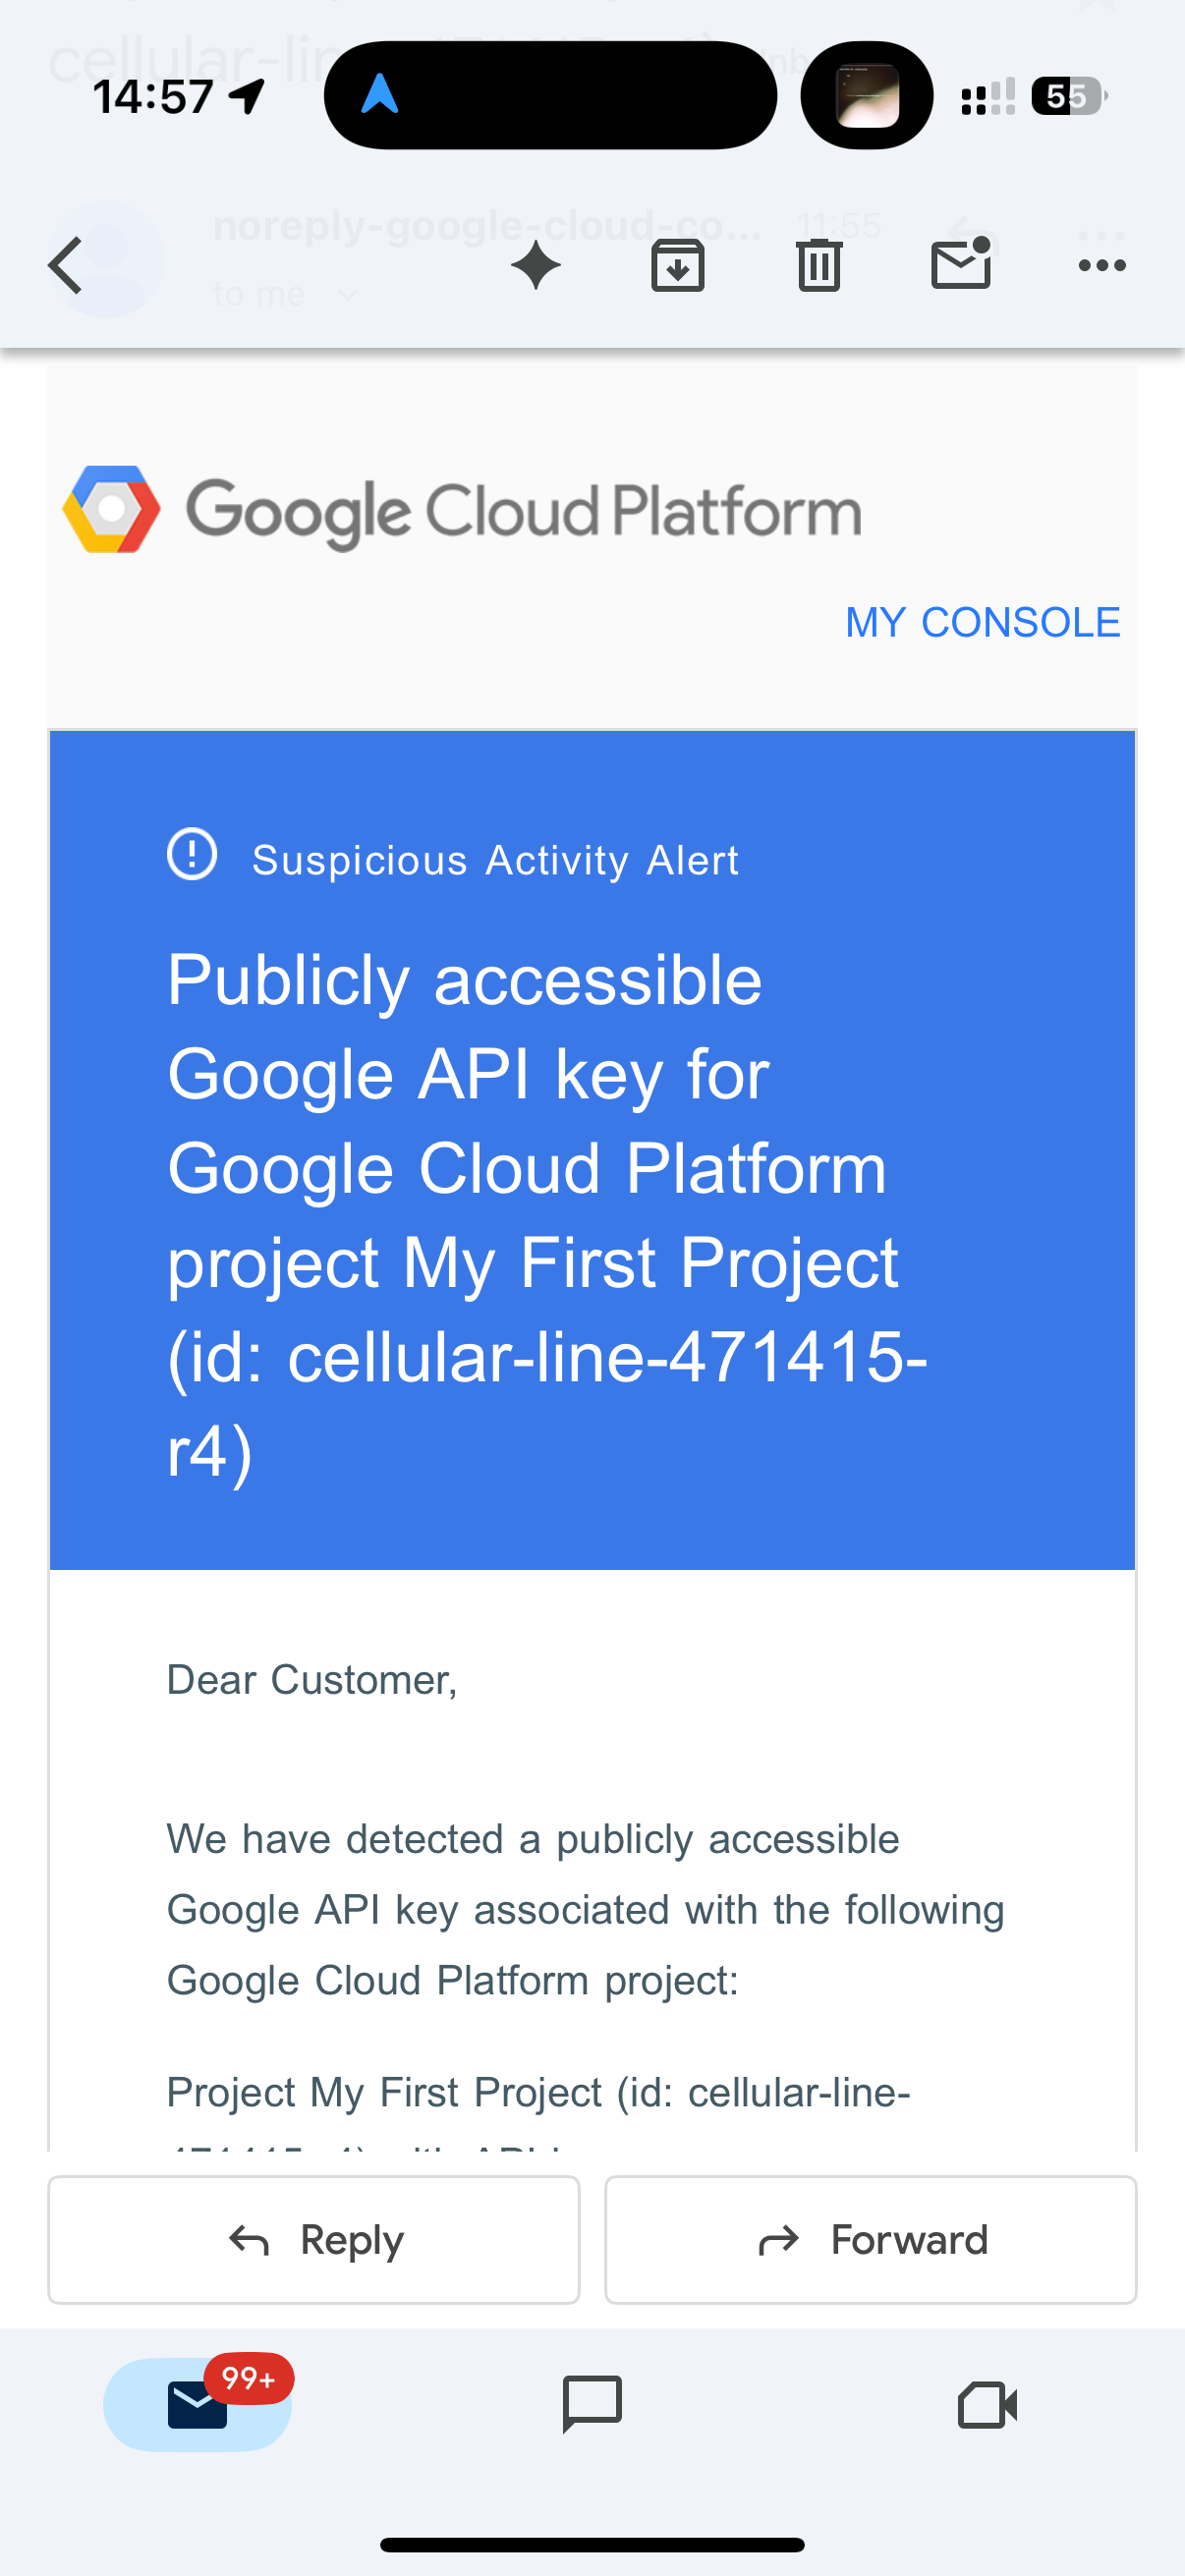 cellular-lin
14:57
55
noreply-google-cloud-co... 11:55
to me
Google Cloud Platform
MY CONSOLE
Suspicious Activity Alert
Publicly accessible
Google API key for
Google Cloud Platform
project My First Project
(id: cellular-line-471415-
r4)
Dear Customer,
We have detected a publicly accessible
Google API key associated with the following
Google Cloud Platform project:
Project My First Project (id: cellular-line-
Reply
Forward
99+